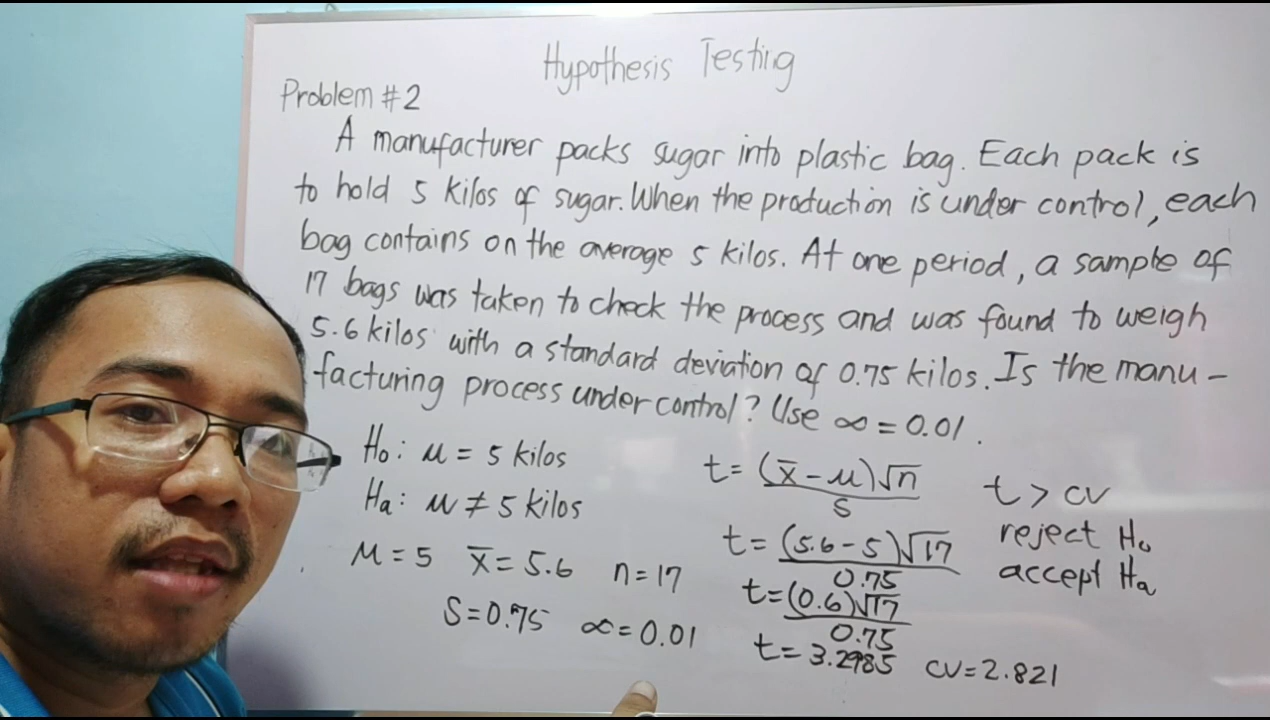 Hypothesis Testing
Problem #2
A manufacturer packs sugar into plastic bag. Each pack is
to hold 5 kilos of sugar. When the production is under control, each
bag contains on the average 5 kilos. At one period, a sample of
17 bags was taken to check the process and was found to weigh
5.6 kilos with a standard deviation of 0.75 kilos. Is the manu-
facturing process under control? Use ∞ = 0.01.
Ho: μ = 5 kilos
Ha: μ ≠ 5 kilos
μ = 5 x̄ = 5.6 n = 17
S = 0.75 ∞ = 0.01
t = (x̄ - μ)√n
S
t = (5.6 - 5)√17
0.75
t = (0.6)√17
0.75
t = 3.2985 CV = 2.821
t > CV
reject Ho
accept Ha